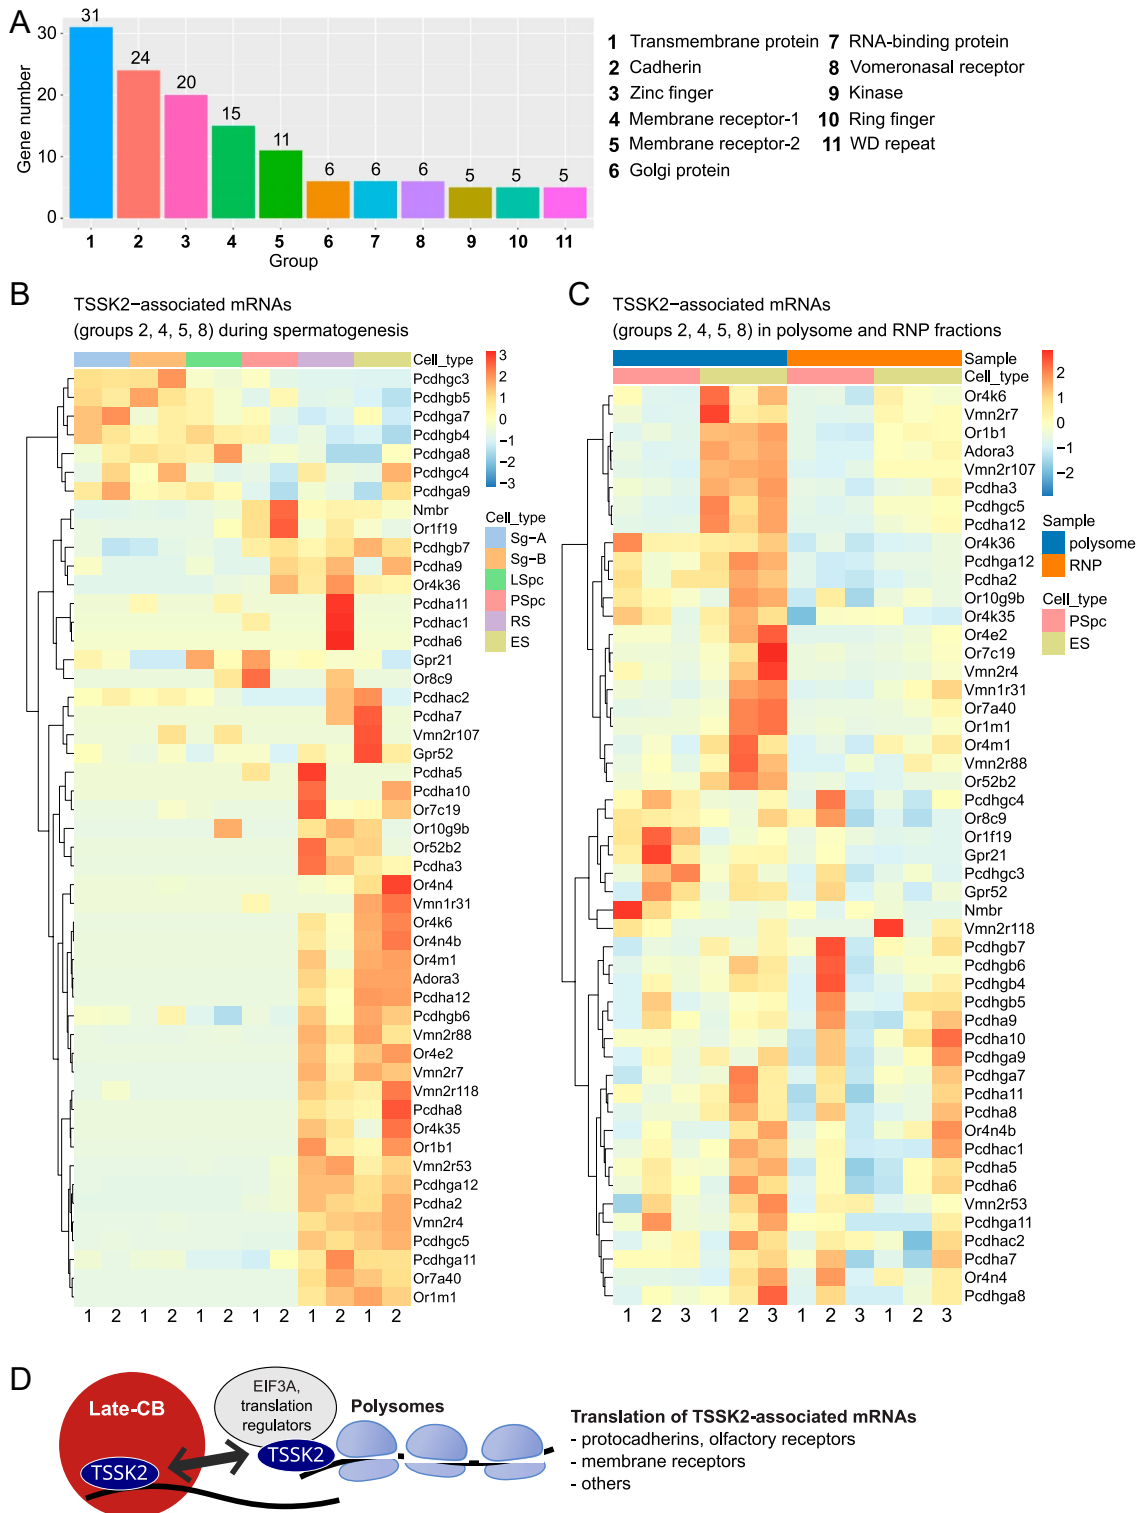 A
Gene number
30
20
10
0
31
24
20
15
11
6
6
6
5
5
5
1 2 3 4 5 6 7 8 9 10 11
Group
1 Transmembrane protein
2 Cadherin
3 Zinc finger
4 Membrane receptor-1
5 Membrane receptor-2
6 Golgi protein
7 RNA-binding protein
8 Vomeronasal receptor
9 Kinase
10 Ring finger
11 WD repeat
B
TSSK2−associated mRNAs
(groups 2, 4, 5, 8) during spermatogenesis
Cell_type
Pcdhgc3
Pcdhgb5
Pcdhga7
Pcdhgb4
Pcdhga8
Pcdhgc4
Pcdhga9
Nmbr
Or1f19
Pcdhgb7
Pcdha9
Or4k36
Pcdha11
Pcdhac1
Pcdha6
Gpr21
Or8c9
Pcdhac2
Pcdha7
Vmn2r107
Gpr52
Pcdha5
Pcdha10
Or7c19
Or10g9b
Or52b2
Pcdha3
Or4n4
Vmn1r31
Or4k6
Or4n4b
Or4m1
Adora3
Pcdha12
Pcdhgb6
Vmn2r88
Or4e2
Vmn2r7
Vmn2r118
Pcdha8
Or4k35
Or1b1
Vmn2r53
Pcdhga12
Pcdha2
Vmn2r4
Pcdhgc5
Pcdhga11
Or7a40
Or1m1
1 2 1 2 1 2 1 2 1 2 1 2
3
2
1
0
−1
−2
−3
Cell_type
Sg−A
Sg−B
LSpc
PSpc
RS
ES
C
TSSK2−associated mRNAs
(groups 2, 4, 5, 8) in polysome and RNP fractions
Sample
Cell_type
Or4k6
Vmn2r7
Or1b1
Adora3
Vmn2r107
Pcdha3
Pcdhgc5
Pcdha12
Or4k36
Pcdhga12
Pcdha2
Or10g9b
Or4k35
Or4e2
Or7c19
Vmn2r4
Vmn1r31
Or7a40
Or1m1
Or4m1
Vmn2r88
Or52b2
Pcdhgc4
Or8c9
Or1f19
Gpr21
Pcdhgc3
Gpr52
Nmbr
Vmn2r118
Pcdhgb7
Pcdhgb6
Pcdhgb4
Pcdhgb5
Pcdha9
Pcdha10
Pcdhga9
Pcdhga7
Pcdha11
Pcdha8
Or4n4b
Pcdhac1
Pcdha5
Pcdha6
Vmn2r53
Pcdhga11
Pcdhac2
Pcdha7
Or4n4
Pcdhga8
1 2 3 1 2 3 1 2 3 1 2 3
2
1
0
−1
−2
Sample
polysome
RNP
Cell_type
PSpc
ES
D
Late-CB
TSSK2
EIF3A,
translation
regulators
TSSK2
Polysomes
Translation of TSSK2-associated mRNAs
- protocadherins, olfactory receptors
- membrane receptors
- others